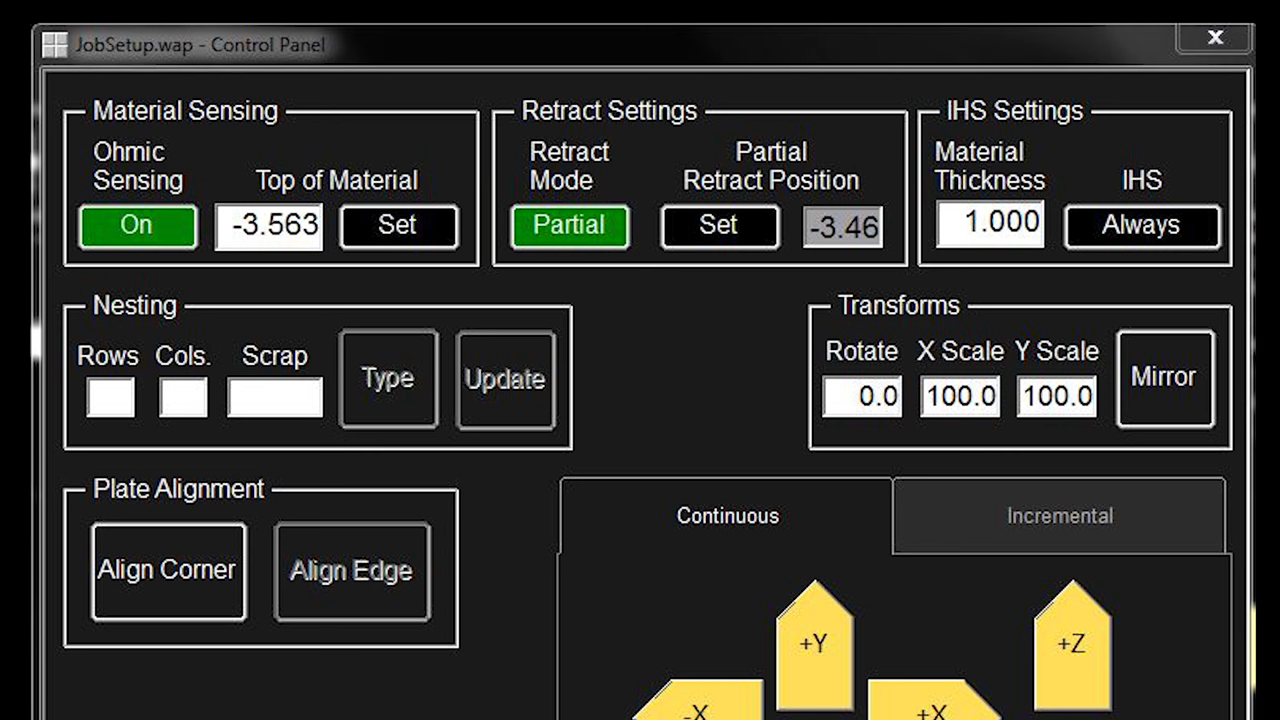 JobSetup.wap - Control Panel
X
Material Sensing
Retract Settings
IHS Settings
Ohmic
Sensing
Top of Material
Retract
Mode
Partial
Retract Position
Material
Thickness
IHS
On
-3.563
Set
Partial
Set
-3.46
1.000
Always
Nesting
Transforms
Rows
Cols.
Scrap
Type
Update
Rotate
X Scale
Y Scale
0.0
100.0
100.0
Mirror
Plate Alignment
Align Corner
Align Edge
Continuous
Incremental
+Y
+Z
-X
+X